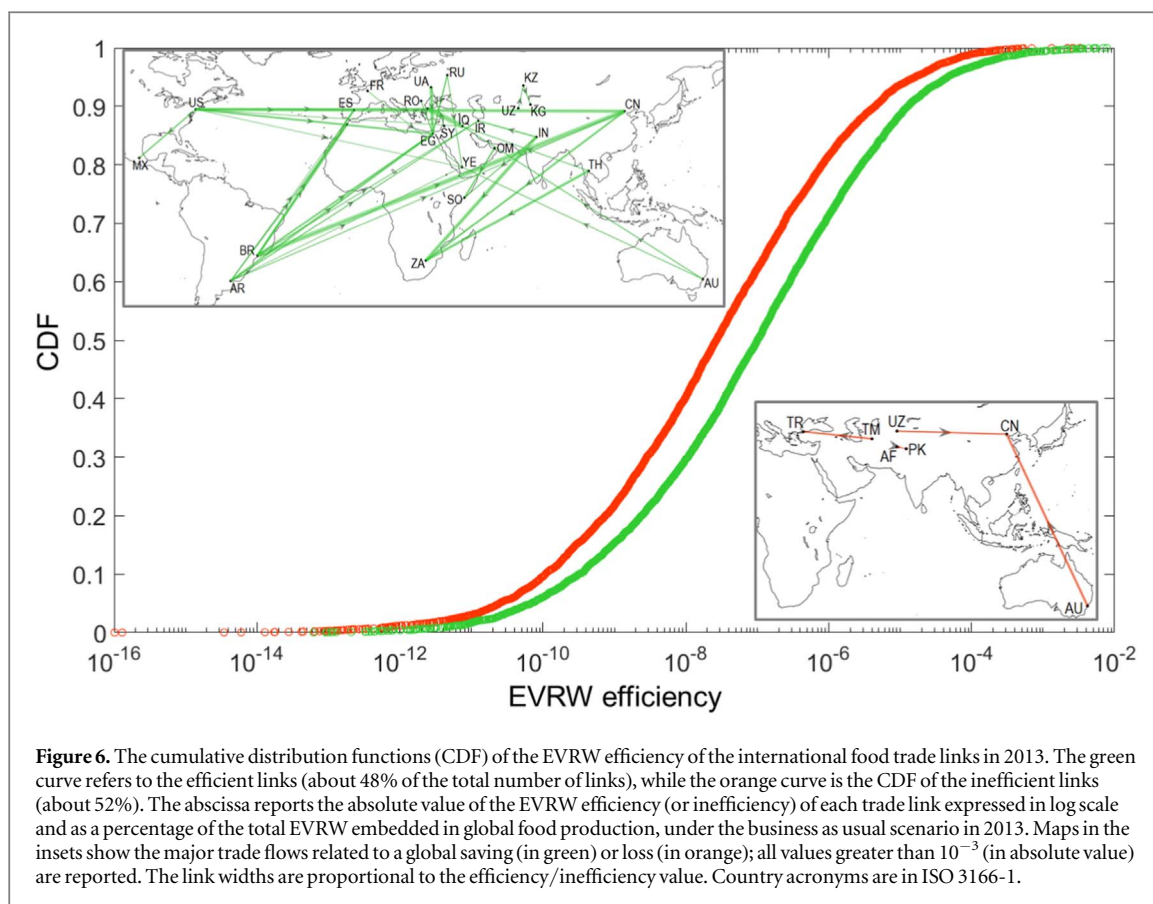 1
0.9
0.8
0.7
0.6
0.5
0.4
0.3
0.2
0.1
0
CDF
US
MX
BR
AR
FR
ES
UA
RO
RU
EG
SY
IQ
IR
YE
OM
SO
ZA
KZ
UZ
KG
IN
CN
TH
AU
TR
TM
UZ
CN
AF
PK
AU
10-16
10-14
10-12
10-10
10-8
10-6
10-4
10-2
EVRW efficiency
Figure 6. The cumulative distribution functions (CDF) of the EVRW efficiency of the international food trade links in 2013. The green
curve refers to the efficient links (about 48% of the total number of links), while the orange curve is the CDF of the inefficient links
(about 52%). The abscissa reports the absolute value of the EVRW efficiency (or inefficiency) of each trade link expressed in log scale
and as a percentage of the total EVRW embedded in global food production, under the business as usual scenario in 2013. Maps in the
insets show the major trade flows related to a global saving (in green) or loss (in orange); all values greater than 10−3 (in absolute value)
are reported. The link widths are proportional to the efficiency/inefficiency value. Country acronyms are in ISO 3166-1.